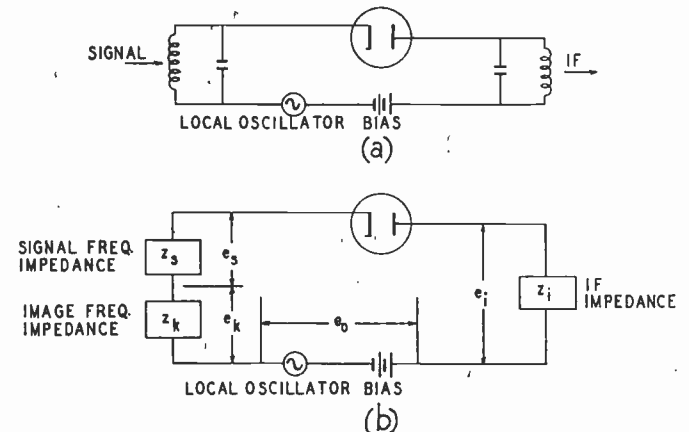 SIGNAL
IF
LOCAL OSCILLATOR BIAS
(a)
SIGNAL FREQ.
IMPEDANCE
z_s
e_s
IMAGE FREQ.
IMPEDANCE
z_k
e_k
e_o
e_i
z_i
IF
IMPEDANCE
LOCAL OSCILLATOR BIAS
(b)